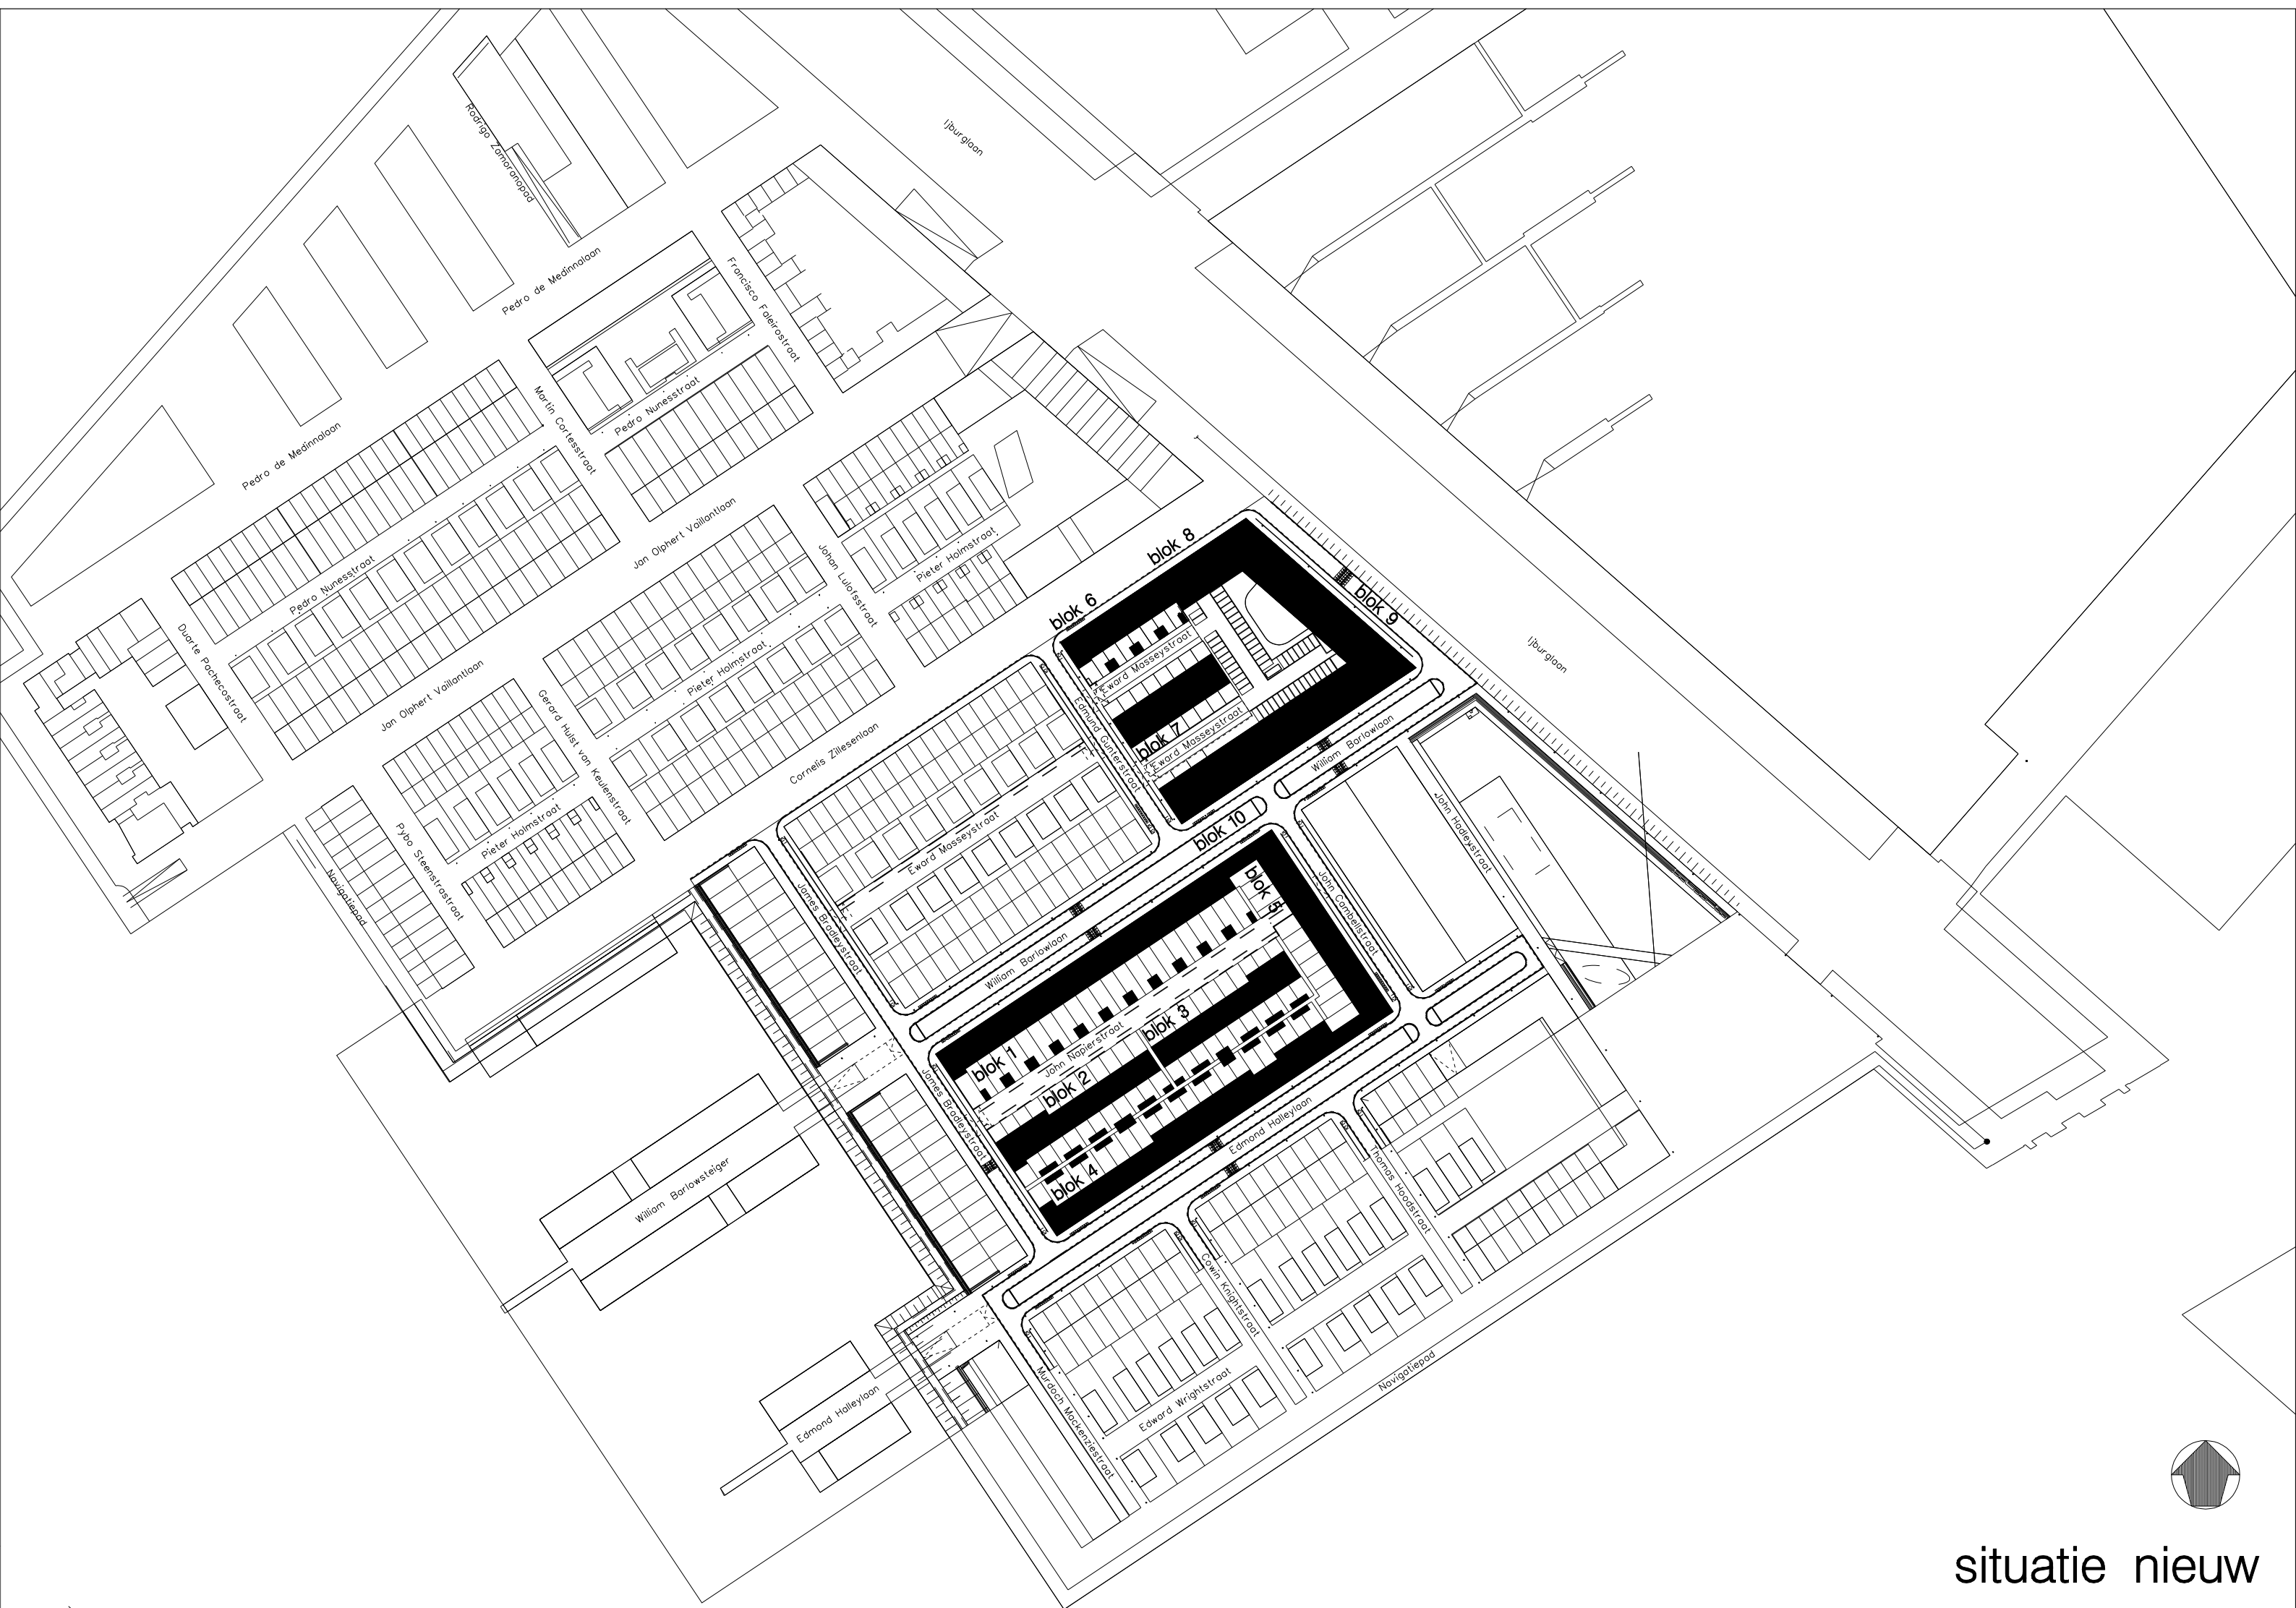 Ijburglaan
Rodrigo Zamoranopad
Pedro de Medinnalaan
Francisco Faleirostraat
Pedro Nunesstraat
Martin Cortesstraat
Pedro de Medinnalaan
Jan Olphert Vaillantlaan
Pieter Holmstraat
Johan Lulofsstraat
Pedro Nunesstraat
Duarte Pachecostraat
Jan Olphert Vaillantlaan
Pieter Holmstraat
Gerard Hulst van Keulenstraat
Cornelis Zillesenlaan
Pieter Holmstraat
Pybo Steenstrastraat
Navigatiepad
blok 8
blok 6
blok 9
Eward Masseystraat
Edmund Gunterstraat
blok 7
Eward Masseystraat
Ijburglaan
William Barlowlaan
John Hadleystraat
blok 10
Eward Masseystraat
James Bradleystraat
William Barlowlaan
blok 5
John Cambellstraat
blok 1
John Napierstraat
blok 3
blok 2
James Bradleystraat
blok 4
Edmond Halleylaan
William Barlowsteiger
Thomas Hoodstraat
Cowin Knightstraat
Edmond Halleylaan
Murdoch Mackenziestraat
Edward Wrightstraat
Navigatiepad
situatie nieuw